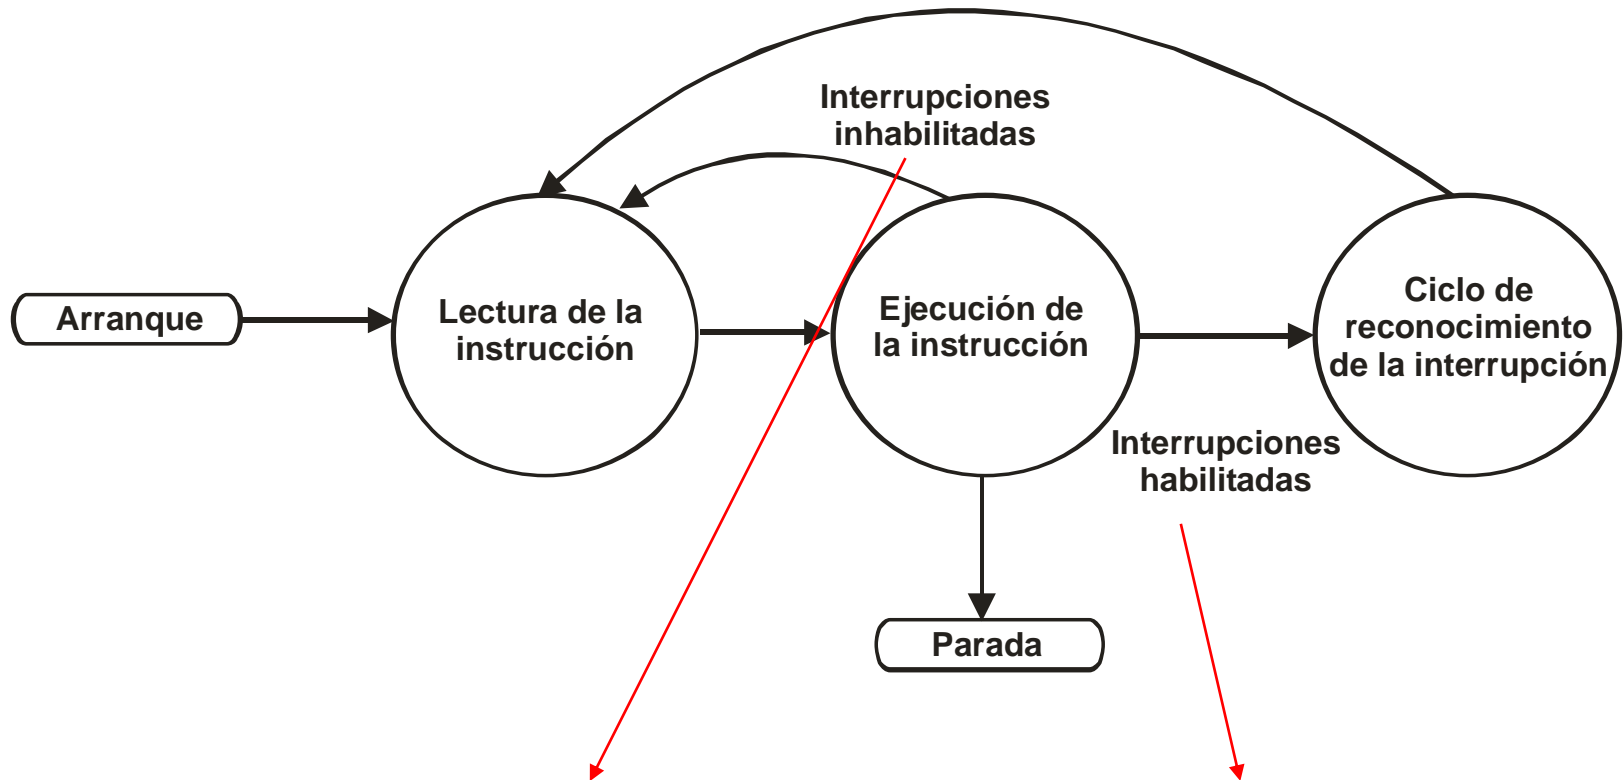 Interrupciones
inhabilitadas
Arranque
Lectura de la
instrucción
Ejecución de
la instrucción
Ciclo de
reconocimiento
de la interrupción
Interrupciones
habilitadas
Parada